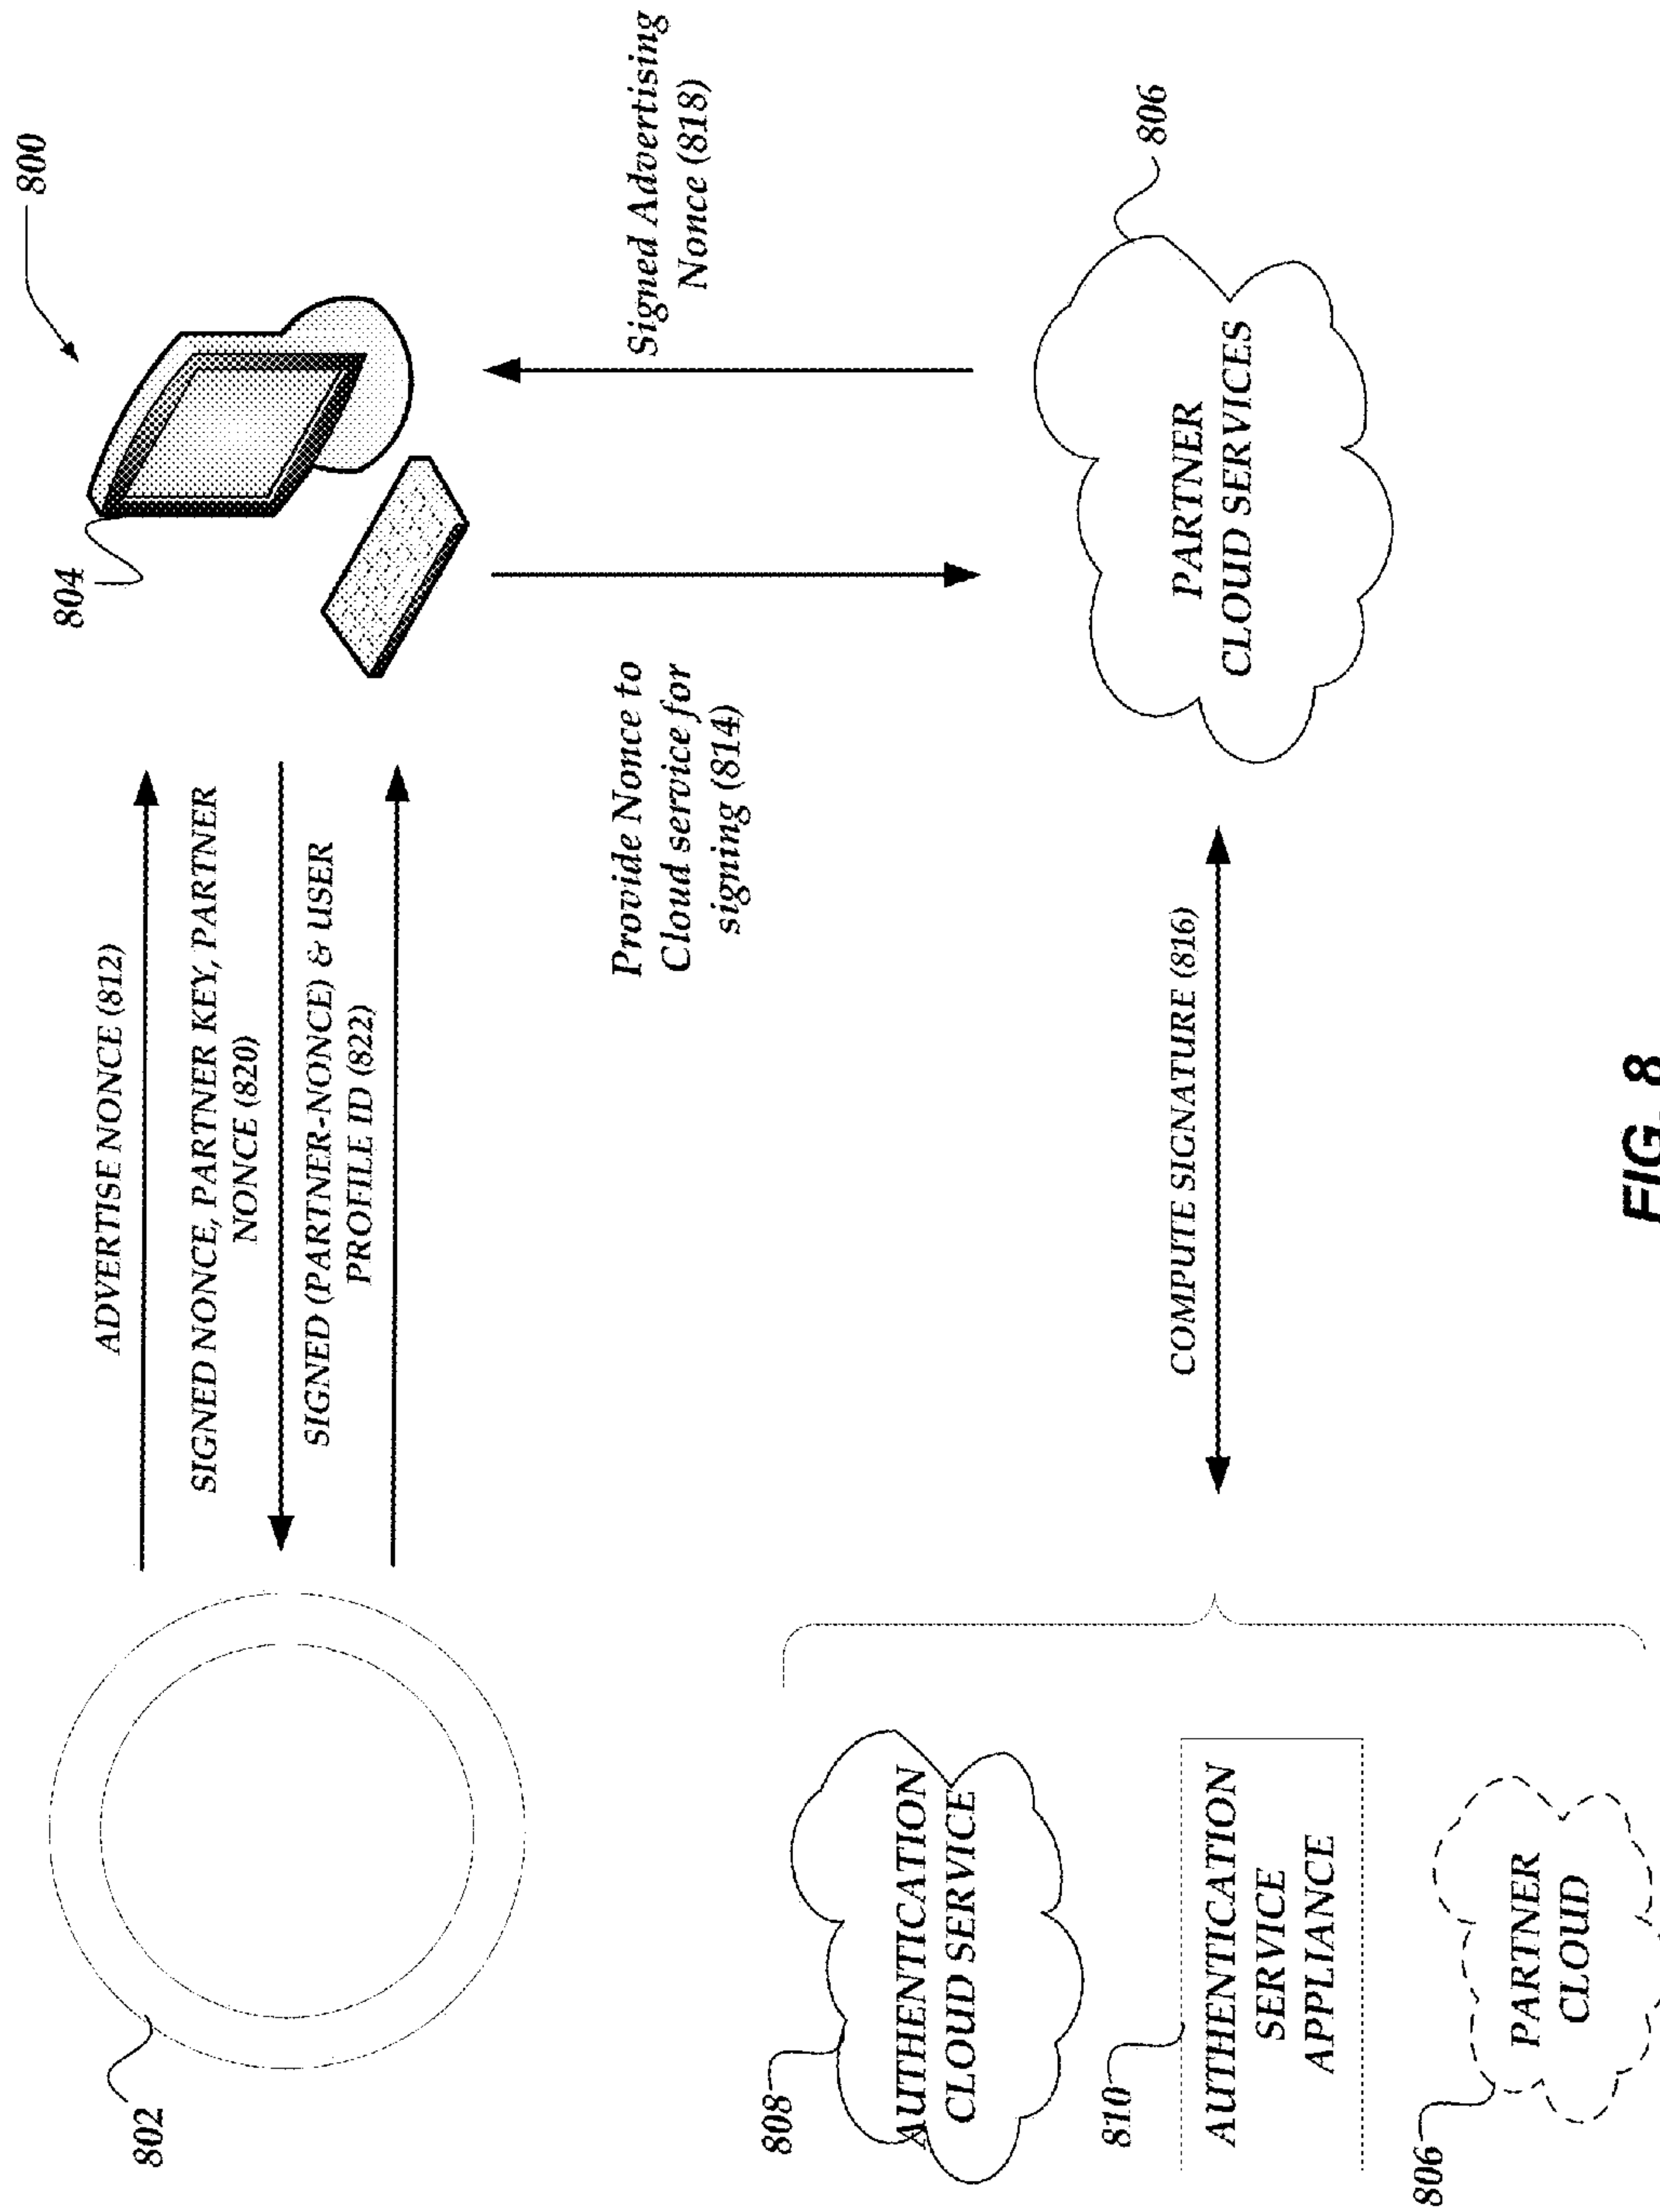 800
804
802
ADVERTISE NONCE (812)
SIGNED NONCE, PARTNER KEY, PARTNER
NONCE (820)
SIGNED (PARTNER-NONCE) & USER
PROFILE ID (822)
Provide Nonce to
Cloud service for
signing (814)
Signed Advertising
Nonce (818)
808
AUTHENTICATION
CLOUD SERVICE
810
AUTHENTICATION
SERVICE
APPLIANCE
806
PARTNER
CLOUD
COMPUTE SIGNATURE (816)
PARTNER
CLOUD SERVICES
806
FIG. 8